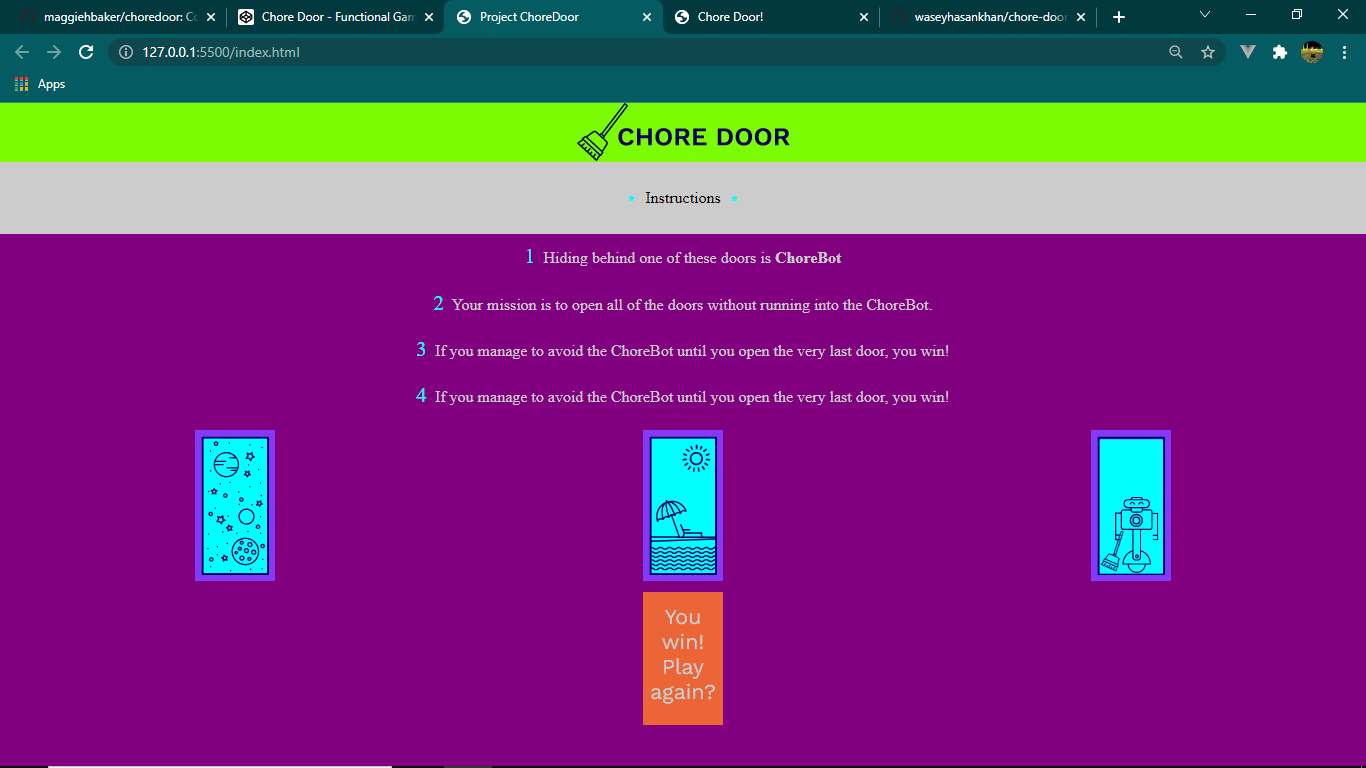 maggiehbaker/choredoor: Co
Chore Door - Functional Gam
Project ChoreDoor
Chore Door!
waseyhasankhan/chore-door
127.0.0.1:5500/index.html
Apps
CHORE DOOR
Instructions
1 Hiding behind one of these doors is ChoreBot
2 Your mission is to open all of the doors without running into the ChoreBot.
3 If you manage to avoid the ChoreBot until you open the very last door, you win!
4 If you manage to avoid the ChoreBot until you open the very last door, you win!
You
win!
Play
again?